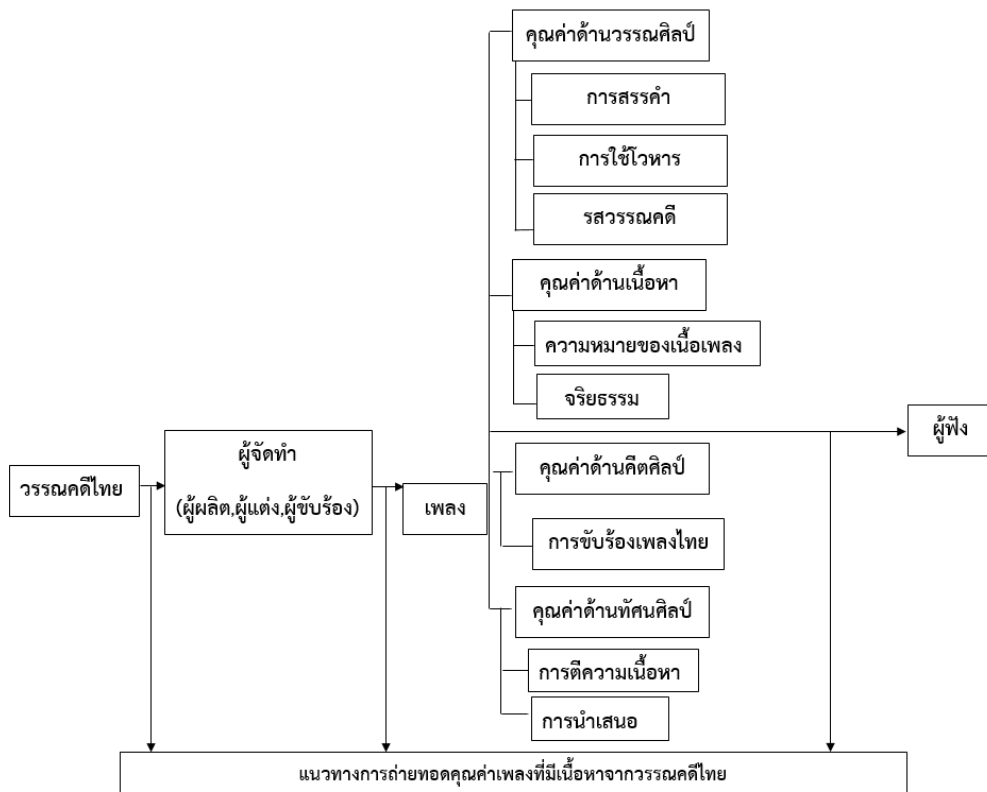 คุณค่าด้านวรรณศิลป์
การสรรคำ
การใช้โวหาร
รสวรรณคดี
คุณค่าด้านเนื้อหา
ความหมายของเนื้อเพลง
จริยธรรม
ผู้ฟัง
วรรณคดีไทย
ผู้จัดทำ
(ผู้ผลิต,ผู้แต่ง,ผู้ขับร้อง)
เพลง
คุณค่าด้านคีตศิลป์
การขับร้องเพลงไทย
คุณค่าด้านทัศนศิลป์
การตีความเนื้อหา
การนำเสนอ
แนวทางการถ่ายทอดคุณค่าเพลงที่มีเนื้อหาจากวรรณคดีไทย